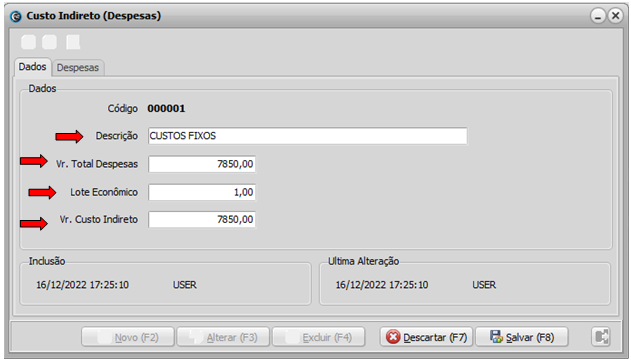 Custo Indireto (Despesas)
Dados Despesas
Dados
Código 000001
Descrição CUSTOS FIXOS
Vr. Total Despesas 7850,00
Lote Econômico 1,00
Vr. Custo Indireto 7850,00
Inclusão
16/12/2022 17:25:10 USER
Ultima Alteração
16/12/2022 17:25:10 USER
Novo (F2) Alterar (F3) Excluir (F4) Descartar (F7) Salvar (F8)